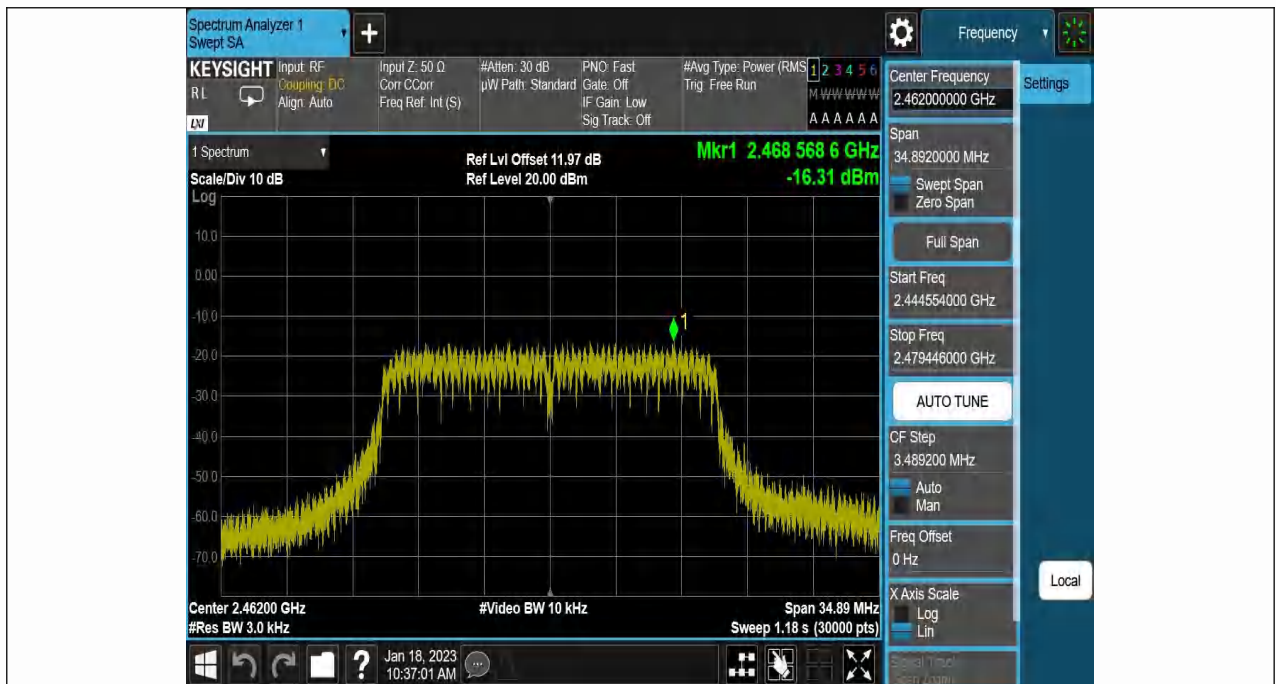 Spectrum Analyzer 1
Swept SA
+
Frequency
KEYSIGHT
R L
LXI
Input: RF
Coupling: DC
Align: Auto
Input Z: 50 Ω
Corr CCorr
Freq Ref: Int (S)
#Atten: 30 dB
µW Path: Standard
PNO: Fast
Gate: Off
IF Gain: Low
Sig Track: Off
#Avg Type: Power (RMS
Trig: Free Run
1 2 3 4 5 6
M W W W W W
A A A A A A
1 Spectrum
Scale/Div 10 dB
Log
Ref Lvl Offset 11.97 dB
Ref Level 20.00 dBm
Mkr1 2.468 568 6 GHz
-16.31 dBm
10.0
0.00
-10.0
-20.0
-30.0
-40.0
-50.0
-60.0
-70.0
1
Center 2.46200 GHz
#Res BW 3.0 kHz
#Video BW 10 kHz
Span 34.89 MHz
Sweep 1.18 s (30000 pts)
Center Frequency
2.462000000 GHz
Settings
Span
34.8920000 MHz
Swept Span
Zero Span
Full Span
Start Freq
2.444554000 GHz
Stop Freq
2.479446000 GHz
AUTO TUNE
CF Step
3.489200 MHz
Auto
Man
Freq Offset
0 Hz
X Axis Scale
Log
Lin
Local
Signal Track
?
Jan 18, 2023
10:37:01 AM